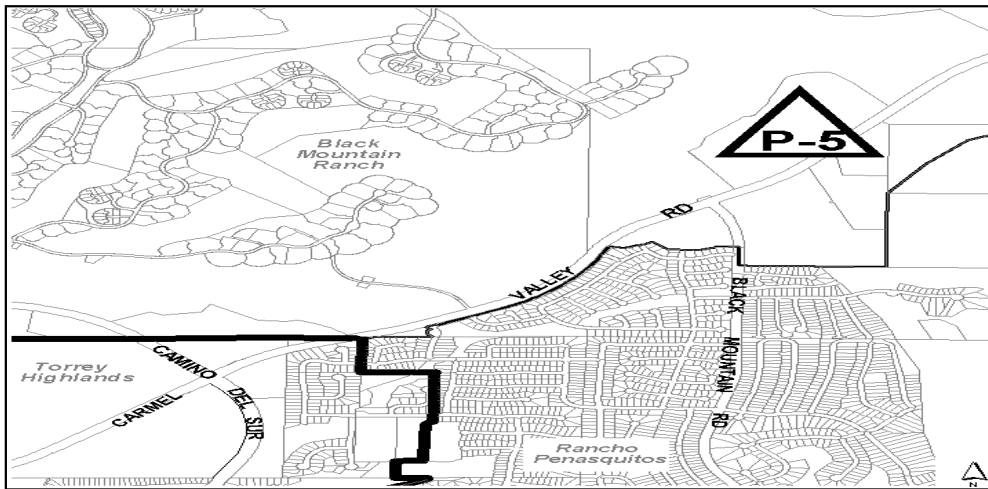 Black
Mountain
Ranch
P-5
CARMEL VALLEY RD
BLACK MOUNTAIN RD
Torrey
Highlands
CAMINO DEL SUR
Rancho
Penasquitos
N